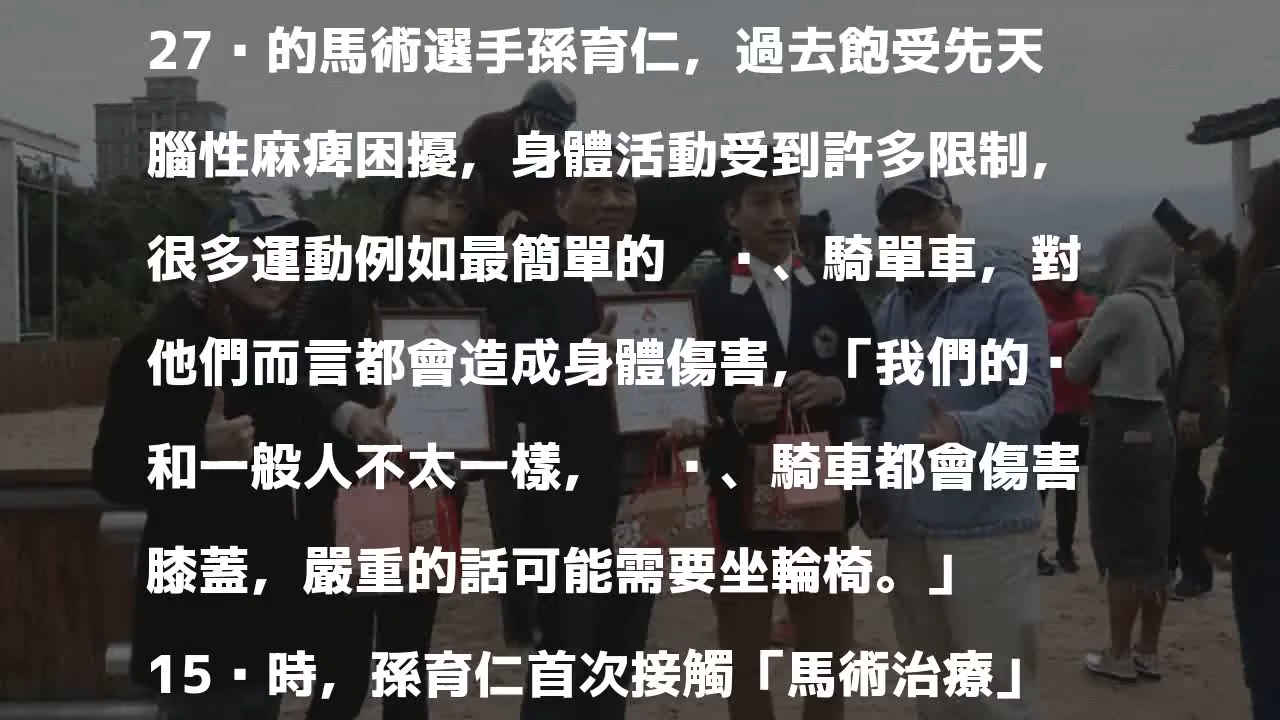 27·的馬術選手孫育仁，過去飽受先天
腦性麻痺困擾，身體活動受到許多限制，
很多運動例如最簡單的　·、騎單車，對
他們而言都會造成身體傷害，「我們的·
和一般人不太一樣，　·、騎車都會傷害
膝蓋，嚴重的話可能需要坐輪椅。」
15·時，孫育仁首次接觸「馬術治療」